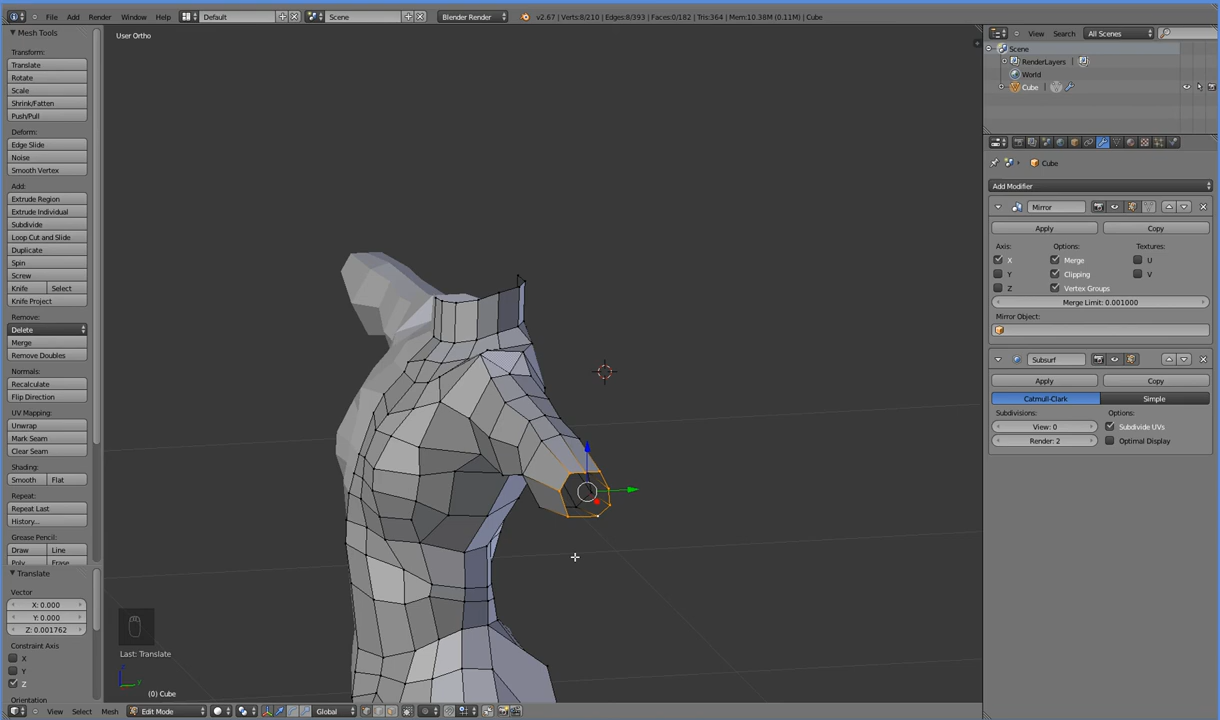 File Add Render Window Help Default Scene Blender Render v2.67 | Verts:8/210 | Edges:8/393 | Faces:0/182 | Tris:364 | Mem:10.38M (0.11M) | Cube
Mesh Tools
Transform:
Translate
Rotate
Scale
Shrink/Fatten
Push/Pull
Deform:
Edge Slide
Noise
Smooth Vertex
Add:
Extrude Region
Extrude Individual
Subdivide
Loop Cut and Slide
Duplicate
Spin
Screw
Knife Select
Knife Project
Remove:
Delete
Merge
Remove Doubles
Normals:
Recalculate
Flip Direction
UV Mapping:
Unwrap
Mark Seam
Clear Seam
Shading:
Smooth Flat
Repeat:
Repeat Last
History...
Grease Pencil:
Draw Line
Poly Erase
Translate
Vector
X: 0.000
Y: 0.000
Z: 0.001762
Constraint Axis
X
Y
Z
Orientation
User Ortho
Last: Translate
(0) Cube
View Select Mesh Edit Mode Global
View Search All Scenes
Scene
RenderLayers |
World
Cube |
Cube
Add Modifier
Mirror
Apply Copy
Axis: Options: Textures:
X Merge U
Y Clipping V
Z Vertex Groups
Merge Limit: 0.001000
Mirror Object:
Subsurf
Apply Copy
Catmull-Clark Simple
Subdivisions: Options:
View: 0 Subdivide UVs
Render: 2 Optimal Display